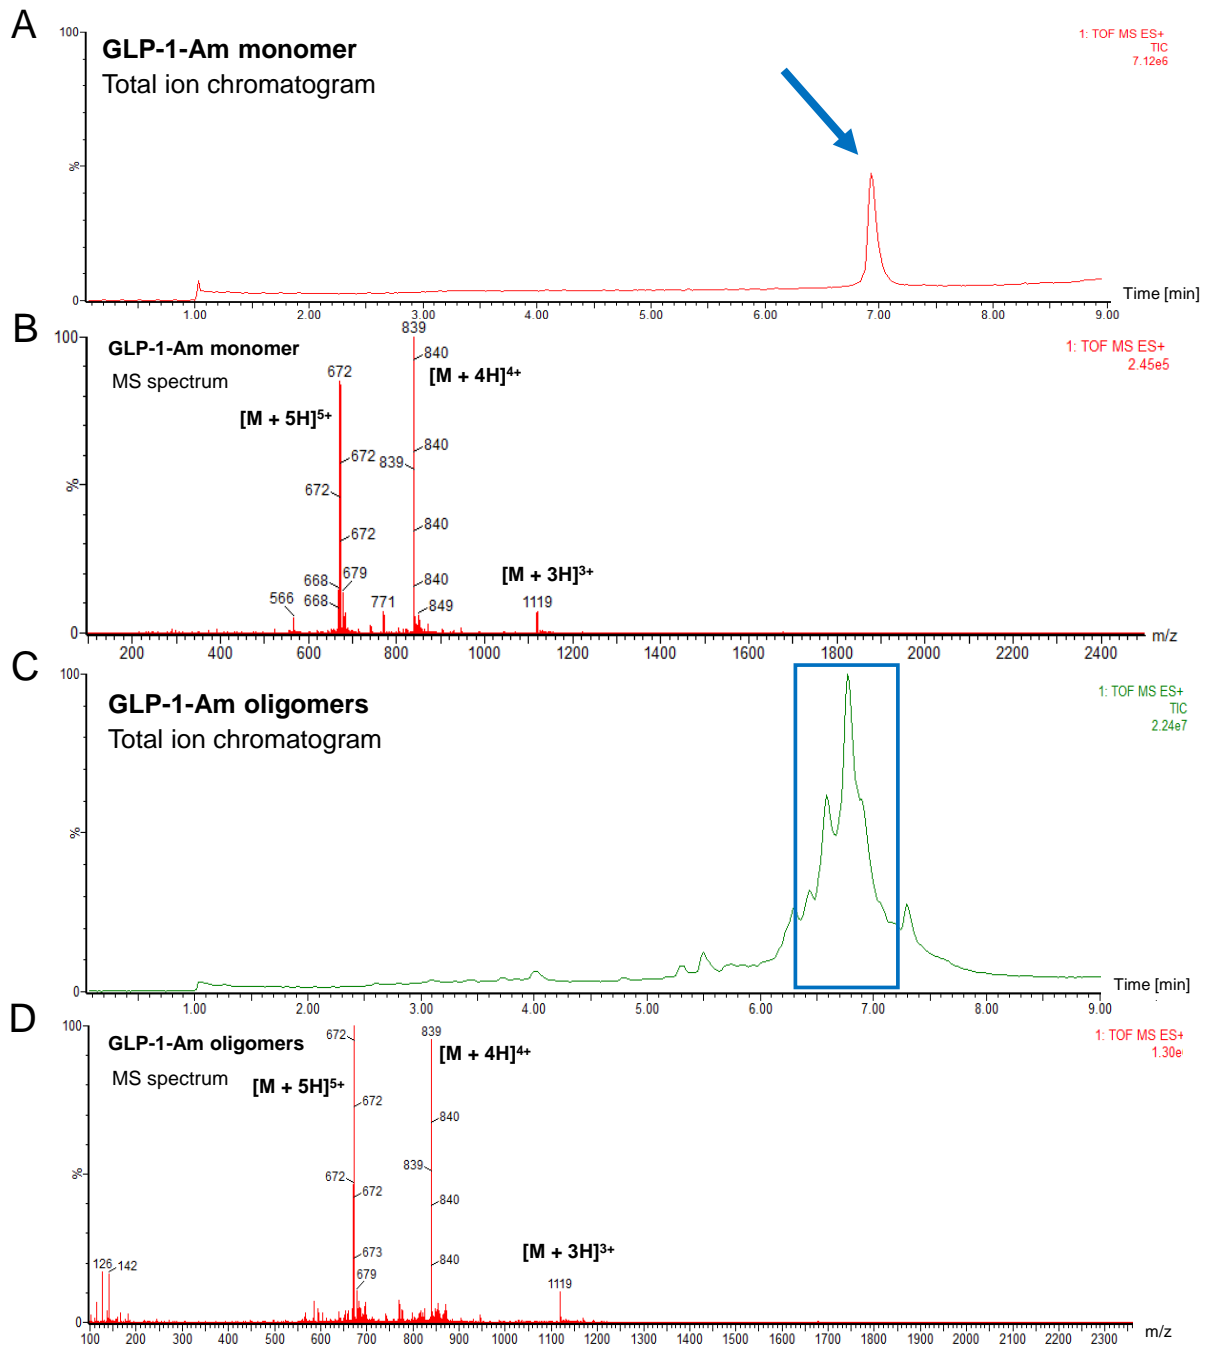 A
GLP-1-Am monomer
Total ion chromatogram
1: TOF MS ES+
TIC
7.12e6
100
%
0
1.00 2.00 3.00 4.00 5.00 6.00 7.00 8.00 9.00
Time [min]
B
GLP-1-Am monomer
MS spectrum
1: TOF MS ES+
2.45e5
100
%
0
839
840
[M + 4H]4+
672
[M + 5H]5+
672
839
840
672
672
840
668
679
668
840
566
771
849
[M + 3H]3+
1119
200 400 600 800 1000 1200 1400 1600 1800 2000 2200 2400
m/z
C
GLP-1-Am oligomers
Total ion chromatogram
1: TOF MS ES+
TIC
2.24e7
100
%
0
1.00 2.00 3.00 4.00 5.00 6.00 7.00 8.00 9.00
Time [min]
D
GLP-1-Am oligomers
MS spectrum
1: TOF MS ES+
100
%
0
672
839
[M + 4H]4+
[M + 5H]5+
672
840
839
672
672
840
673
840
679
126
142
[M + 3H]3+
1119
100 200 300 400 500 600 700 800 900 1000 1100 1200 1300 1400 1500 1600 1700 1800 1900 2000 2100 2200 2300
m/z